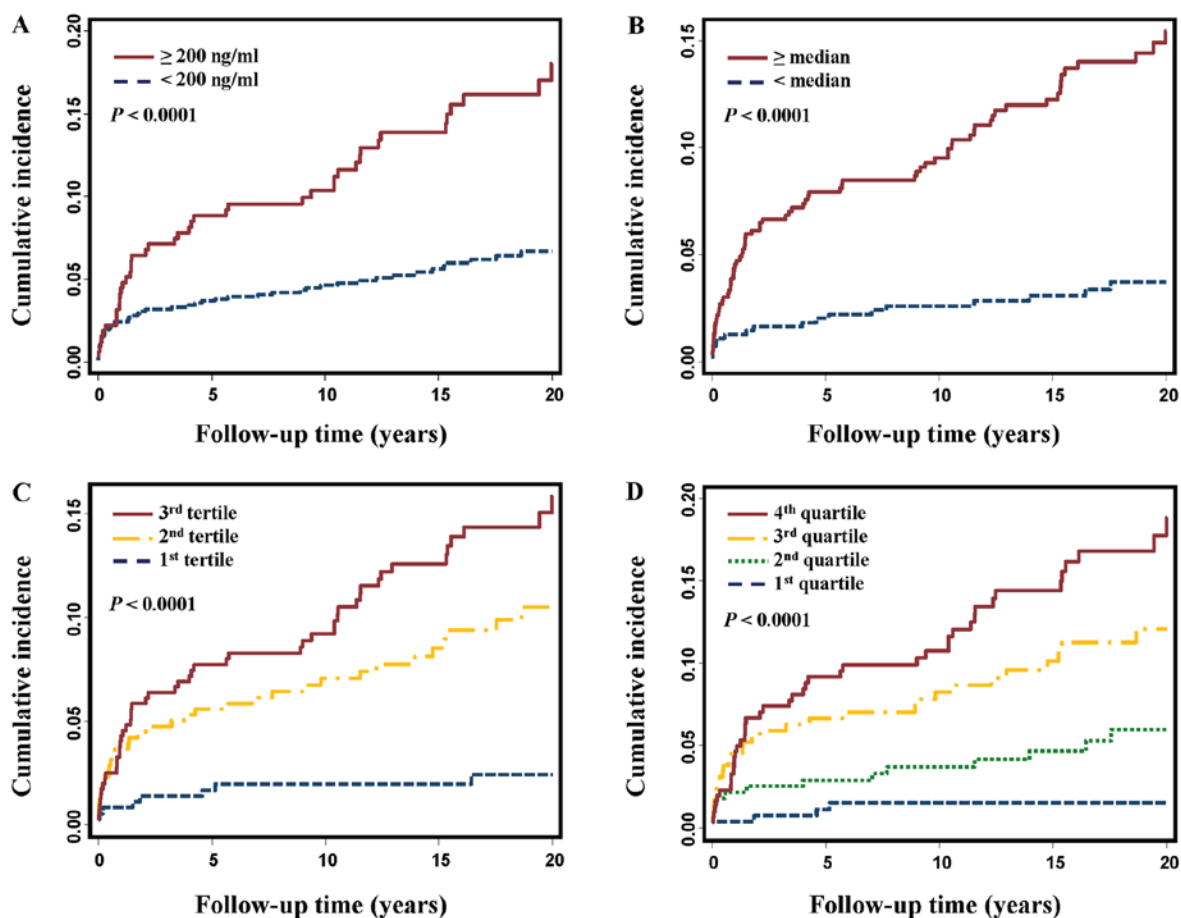 A
≥ 200 ng/ml
< 200 ng/ml
P < 0.0001
Cumulative incidence
0.20
0.15
0.10
0.05
0.00
0
5
10
15
20
Follow-up time (years)
B
≥ median
< median
P < 0.0001
Cumulative incidence
0.15
0.10
0.05
0.00
0
5
10
15
20
Follow-up time (years)
C
3rd tertile
2nd tertile
1st tertile
P < 0.0001
Cumulative incidence
0.15
0.10
0.05
0.00
0
5
10
15
20
Follow-up time (years)
D
4th quartile
3rd quartile
2nd quartile
1st quartile
P < 0.0001
Cumulative incidence
0.20
0.15
0.10
0.05
0.00
0
5
10
15
20
Follow-up time (years)